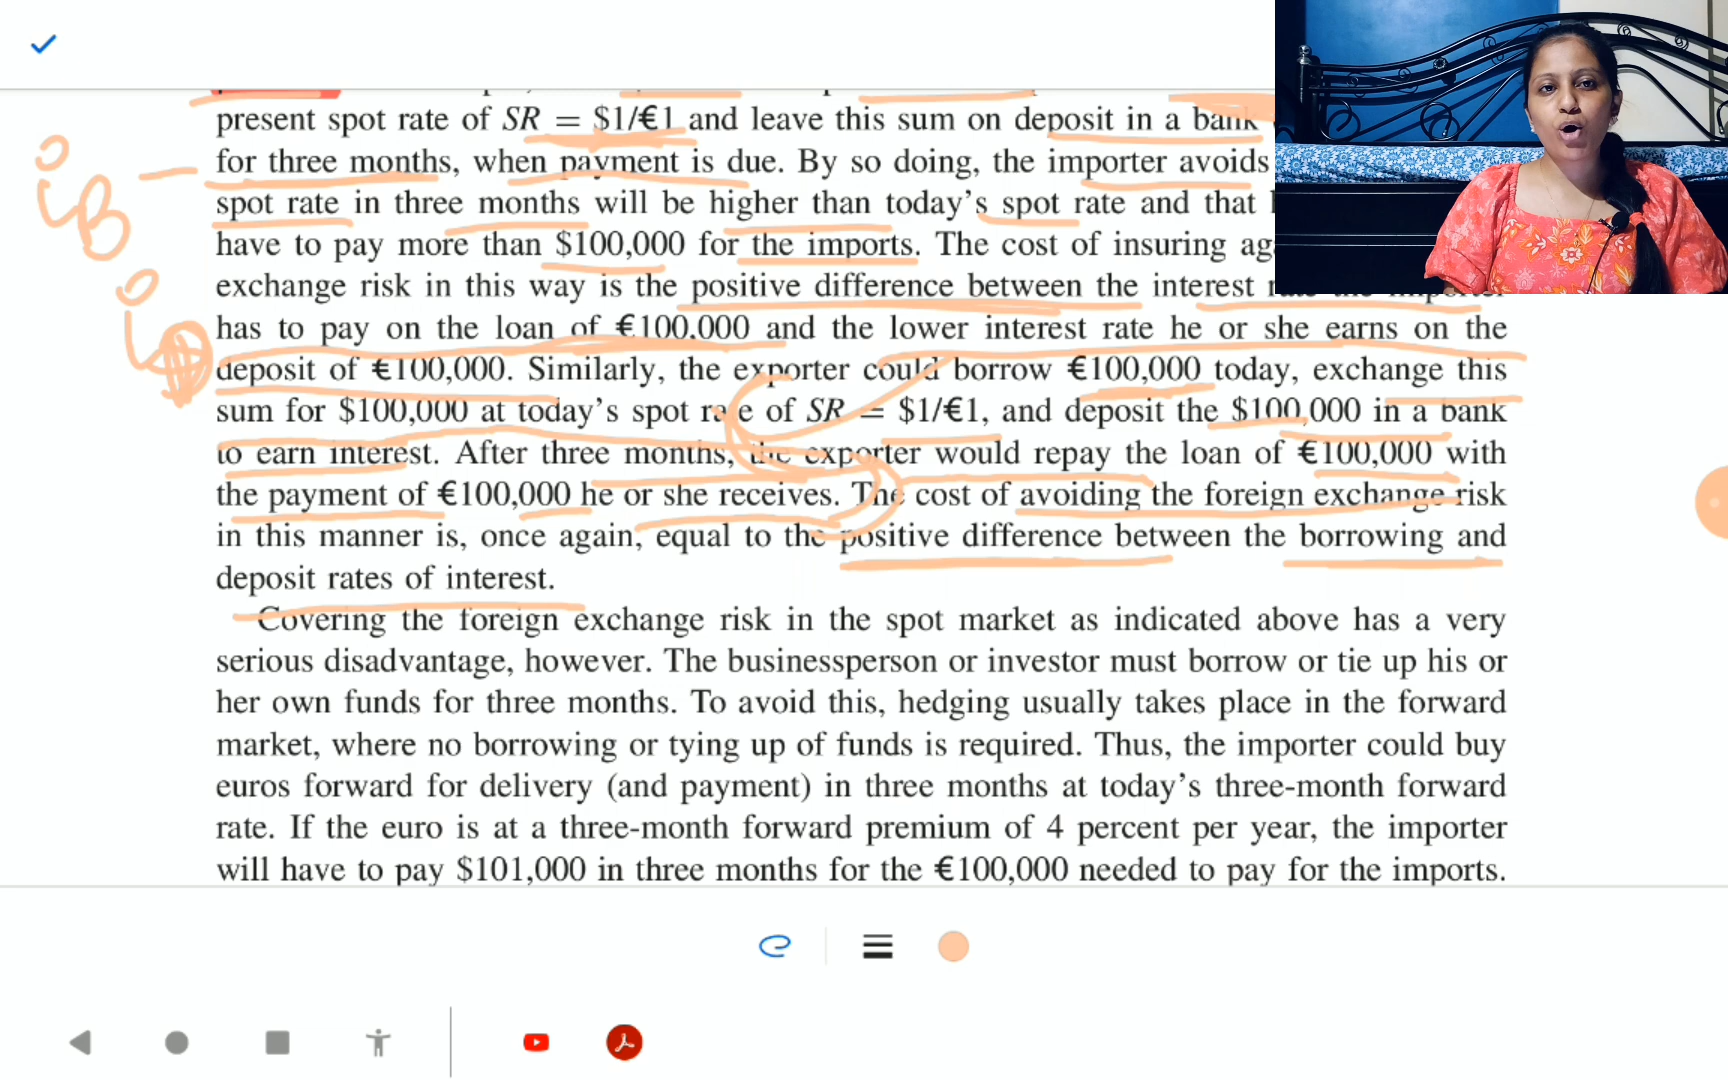 present spot rate of SR = $1/€1 and leave this sum on deposit in a bank
for three months, when payment is due. By so doing, the importer avoids
spot rate in three months will be higher than today's spot rate and that
have to pay more than $100,000 for the imports. The cost of insuring
exchange risk in this way is the positive difference between the interest
has to pay on the loan of €100,000 and the lower interest rate he or she earns on the
deposit of €100,000. Similarly, the exporter could borrow €100,000 today, exchange this
sum for $100,000 at today's spot rate of SR = $1/€1, and deposit the $100,000 in a bank
to earn interest. After three months, the exporter would repay the loan of €100,000 with
the payment of €100,000 he or she receives. The cost of avoiding the foreign exchange risk
in this manner is, once again, equal to the positive difference between the borrowing and
deposit rates of interest.
Covering the foreign exchange risk in the spot market as indicated above has a very
serious disadvantage, however. The businessperson or investor must borrow or tie up his or
her own funds for three months. To avoid this, hedging usually takes place in the forward
market, where no borrowing or tying up of funds is required. Thus, the importer could buy
euros forward for delivery (and payment) in three months at today's three-month forward
rate. If the euro is at a three-month forward premium of 4 percent per year, the importer
will have to pay $101,000 in three months for the €100,000 needed to pay for the imports.